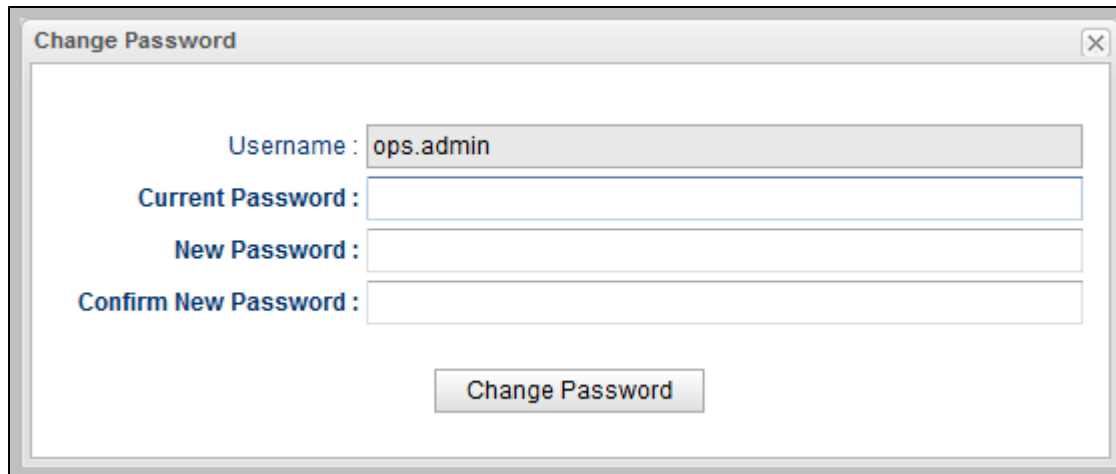 Change Password
Username : ops.admin
Current Password :
New Password :
Confirm New Password :
Change Password